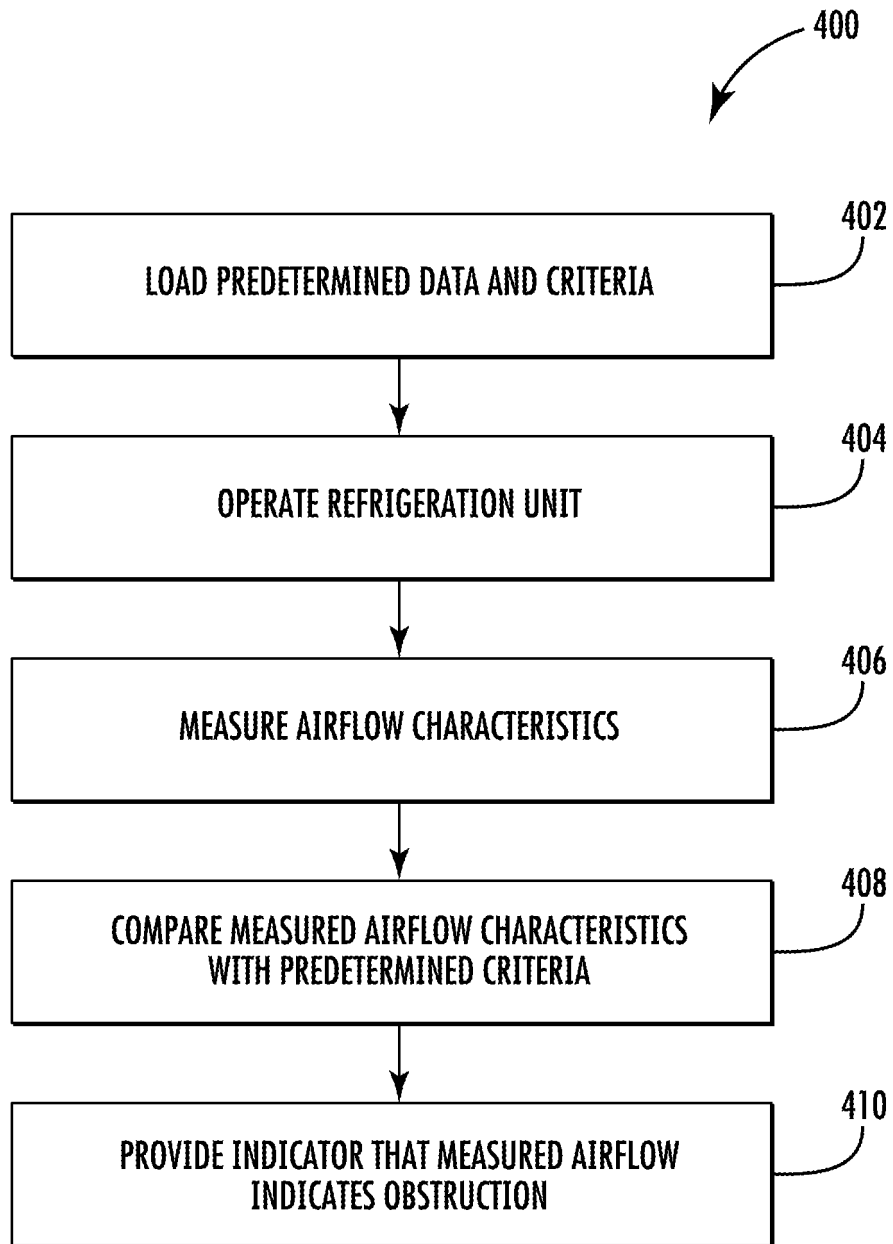 400
402
LOAD PREDETERMINED DATA AND CRITERIA
404
OPERATE REFRIGERATION UNIT
406
MEASURE AIRFLOW CHARACTERISTICS
408
COMPARE MEASURED AIRFLOW CHARACTERISTICS
WITH PREDETERMINED CRITERIA
410
PROVIDE INDICATOR THAT MEASURED AIRFLOW
INDICATES OBSTRUCTION